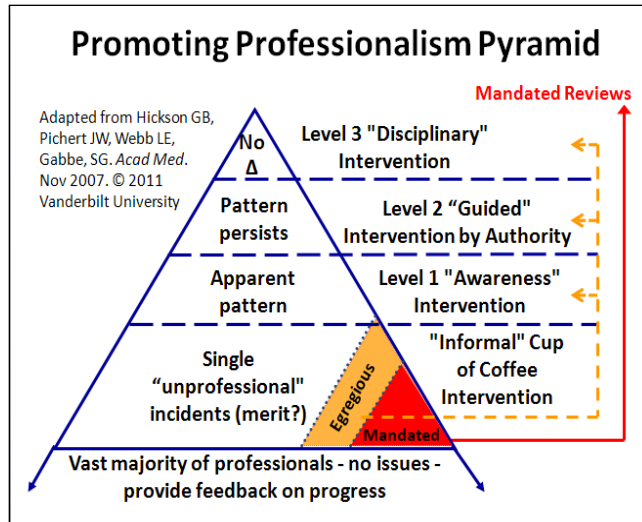 Promoting Professionalism Pyramid
Mandated Reviews
Adapted from Hickson GB,
Pichert JW, Webb LE,
Gabbe, SG. Acad Med.
Nov 2007. © 2011
Vanderbilt University
No
Δ
Level 3 "Disciplinary"
Intervention
Pattern
persists
Level 2 “Guided”
Intervention by Authority
Apparent
pattern
Level 1 "Awareness"
Intervention
Single
“unprofessional"
incidents (merit?)
Egregious
Mandated
"Informal" Cup
of Coffee
Intervention
Vast majority of professionals - no issues -
provide feedback on progress